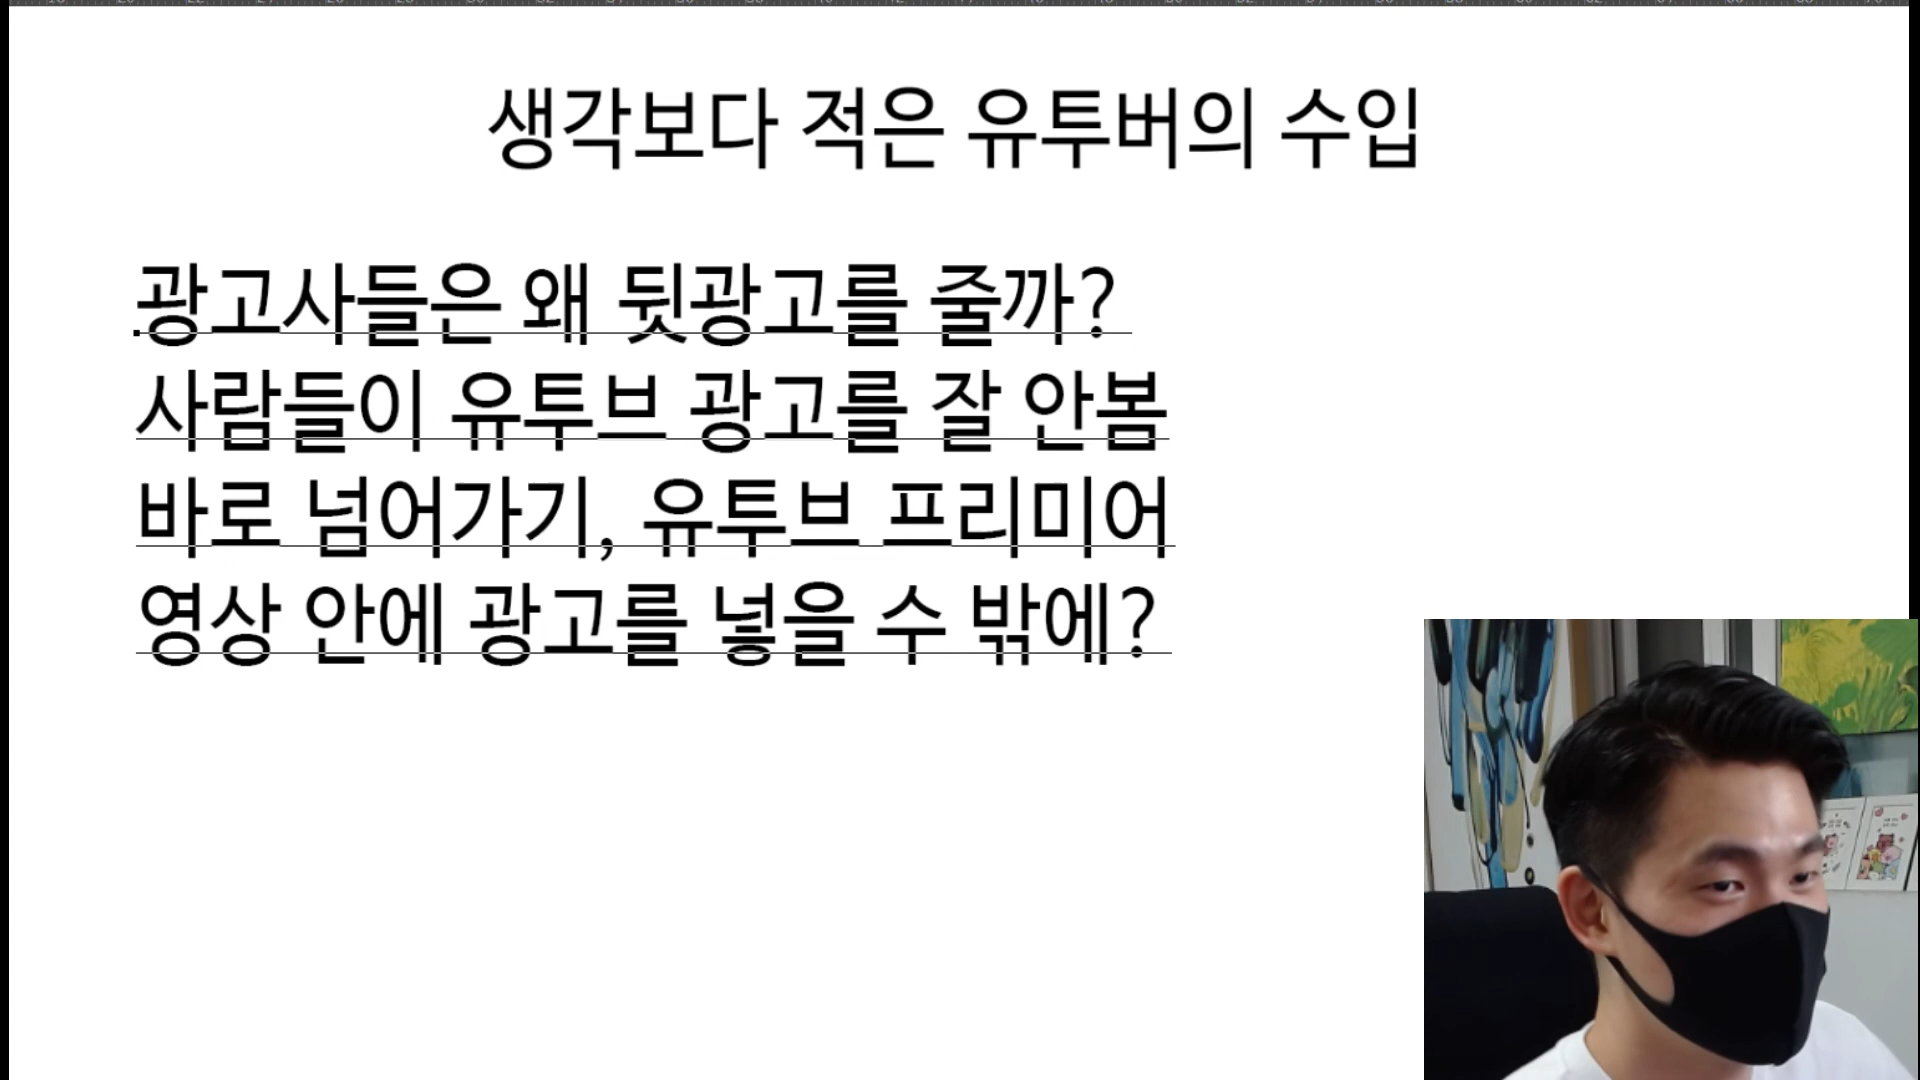 생각보다 적은 유투버의 수입
광고사들은 왜 뒷광고를 줄까?
사람들이 유투브 광고를 잘 안봄
바로 넘어가기, 유투브 프리미어
영상 안에 광고를 넣을 수 밖에?